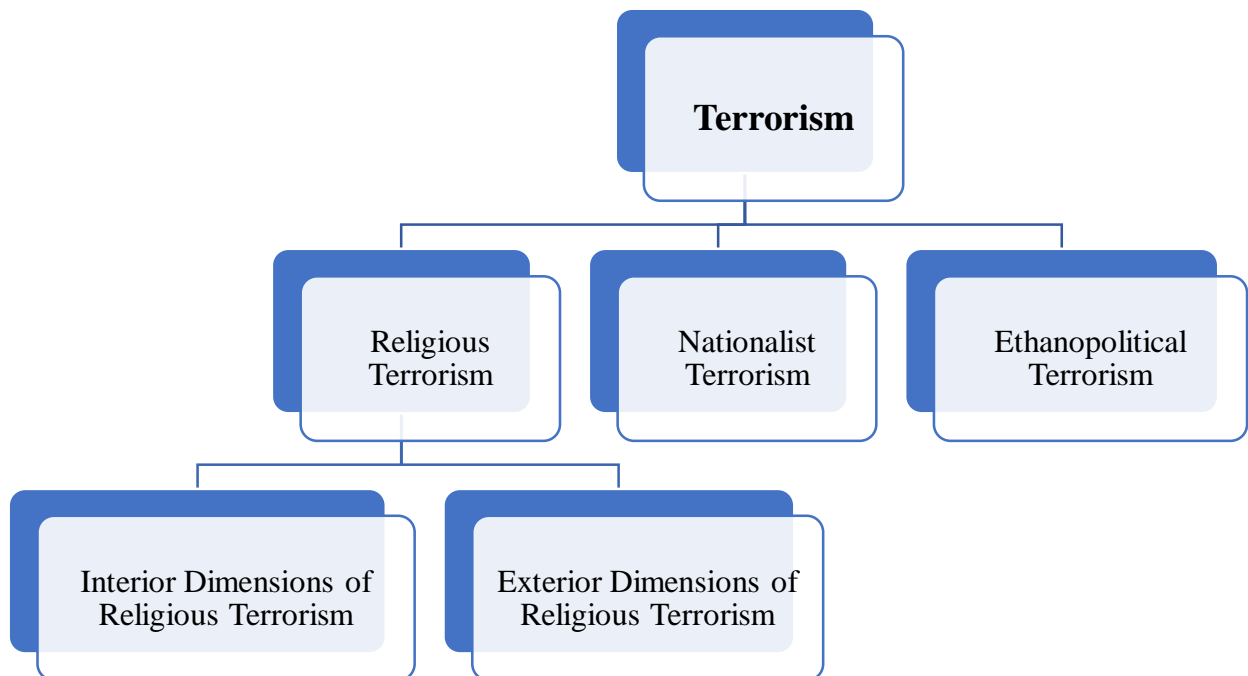 Terrorism
Religious
Terrorism
Nationalist
Terrorism
Ethanopolitical
Terrorism
Interior Dimensions of
Religious Terrorism
Exterior Dimensions of
Religious Terrorism